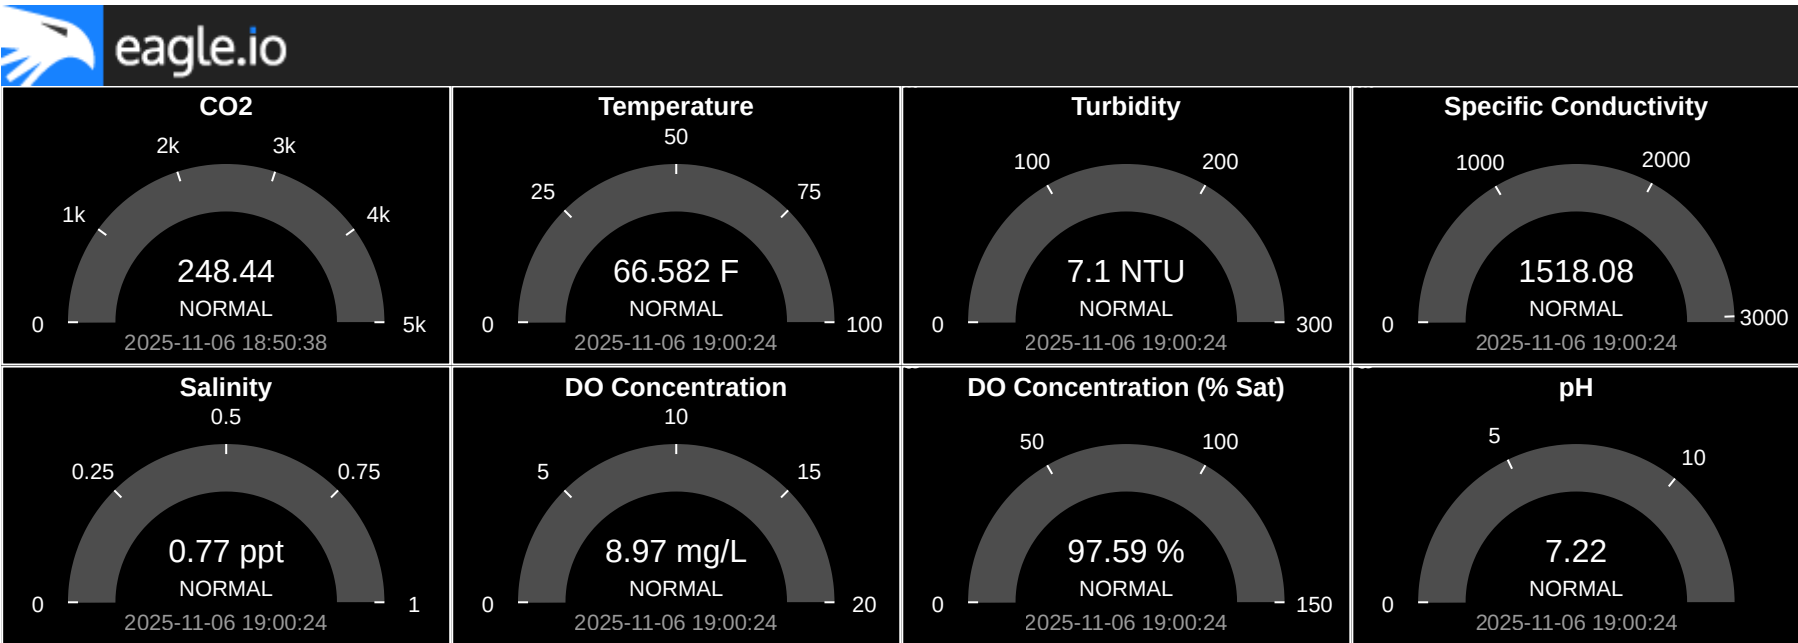 eagle.io
CO2
0
1k
2k
3k
4k
5k
248.44
NORMAL
2025-11-06 18:50:38
Temperature
0
25
50
75
100
66.582 F
NORMAL
2025-11-06 19:00:24
Turbidity
0
100
200
300
7.1 NTU
NORMAL
2025-11-06 19:00:24
Specific Conductivity
0
1000
2000
3000
1518.08
NORMAL
2025-11-06 19:00:24
Salinity
0
0.25
0.5
0.75
1
0.77 ppt
NORMAL
2025-11-06 19:00:24
DO Concentration
0
5
10
15
20
8.97 mg/L
NORMAL
2025-11-06 19:00:24
DO Concentration (% Sat)
0
50
100
150
97.59 %
NORMAL
2025-11-06 19:00:24
pH
0
5
10
7.22
NORMAL
2025-11-06 19:00:24